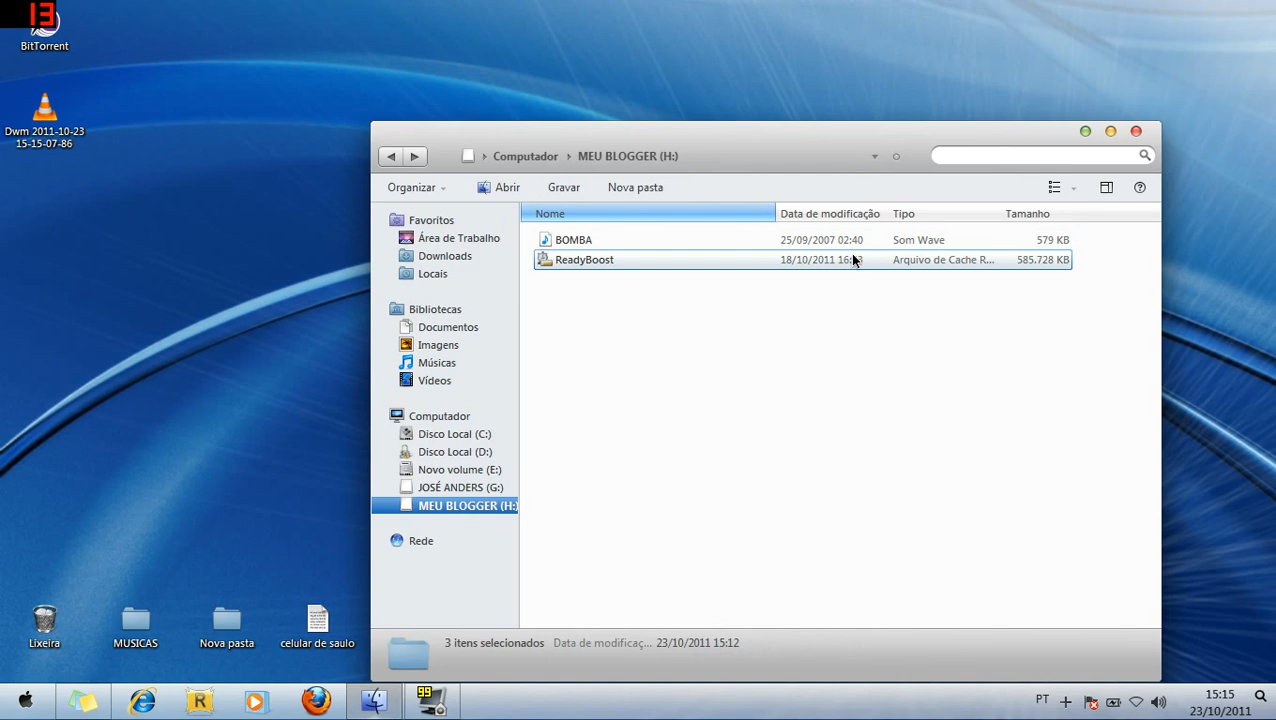 13
BitTorrent
Dwm 2011-10-23
15-15-07-86
Computador
MEU BLOGGER (H:)
Organizar
Abrir
Gravar
Nova pasta
Nome
Data de modificação
Tipo
Tamanho
BOMBA
25/09/2007 02:40
Som Wave
579 KB
ReadyBoost
18/10/2011 16:
Arquivo de Cache R...
585.728 KB
Favoritos
Área de Trabalho
Downloads
Locais
Bibliotecas
Documentos
Imagens
Músicas
Vídeos
Computador
Disco Local (C:)
Disco Local (D:)
Novo volume (E:)
JOSÉ ANDERS (G:)
MEU BLOGGER (H:)
Rede
3 itens selecionados
Data de modificaç...
23/10/2011 15:12
Lixeira
MUSICAS
Nova pasta
celular de saulo
99
PT
15:15
23/10/2011